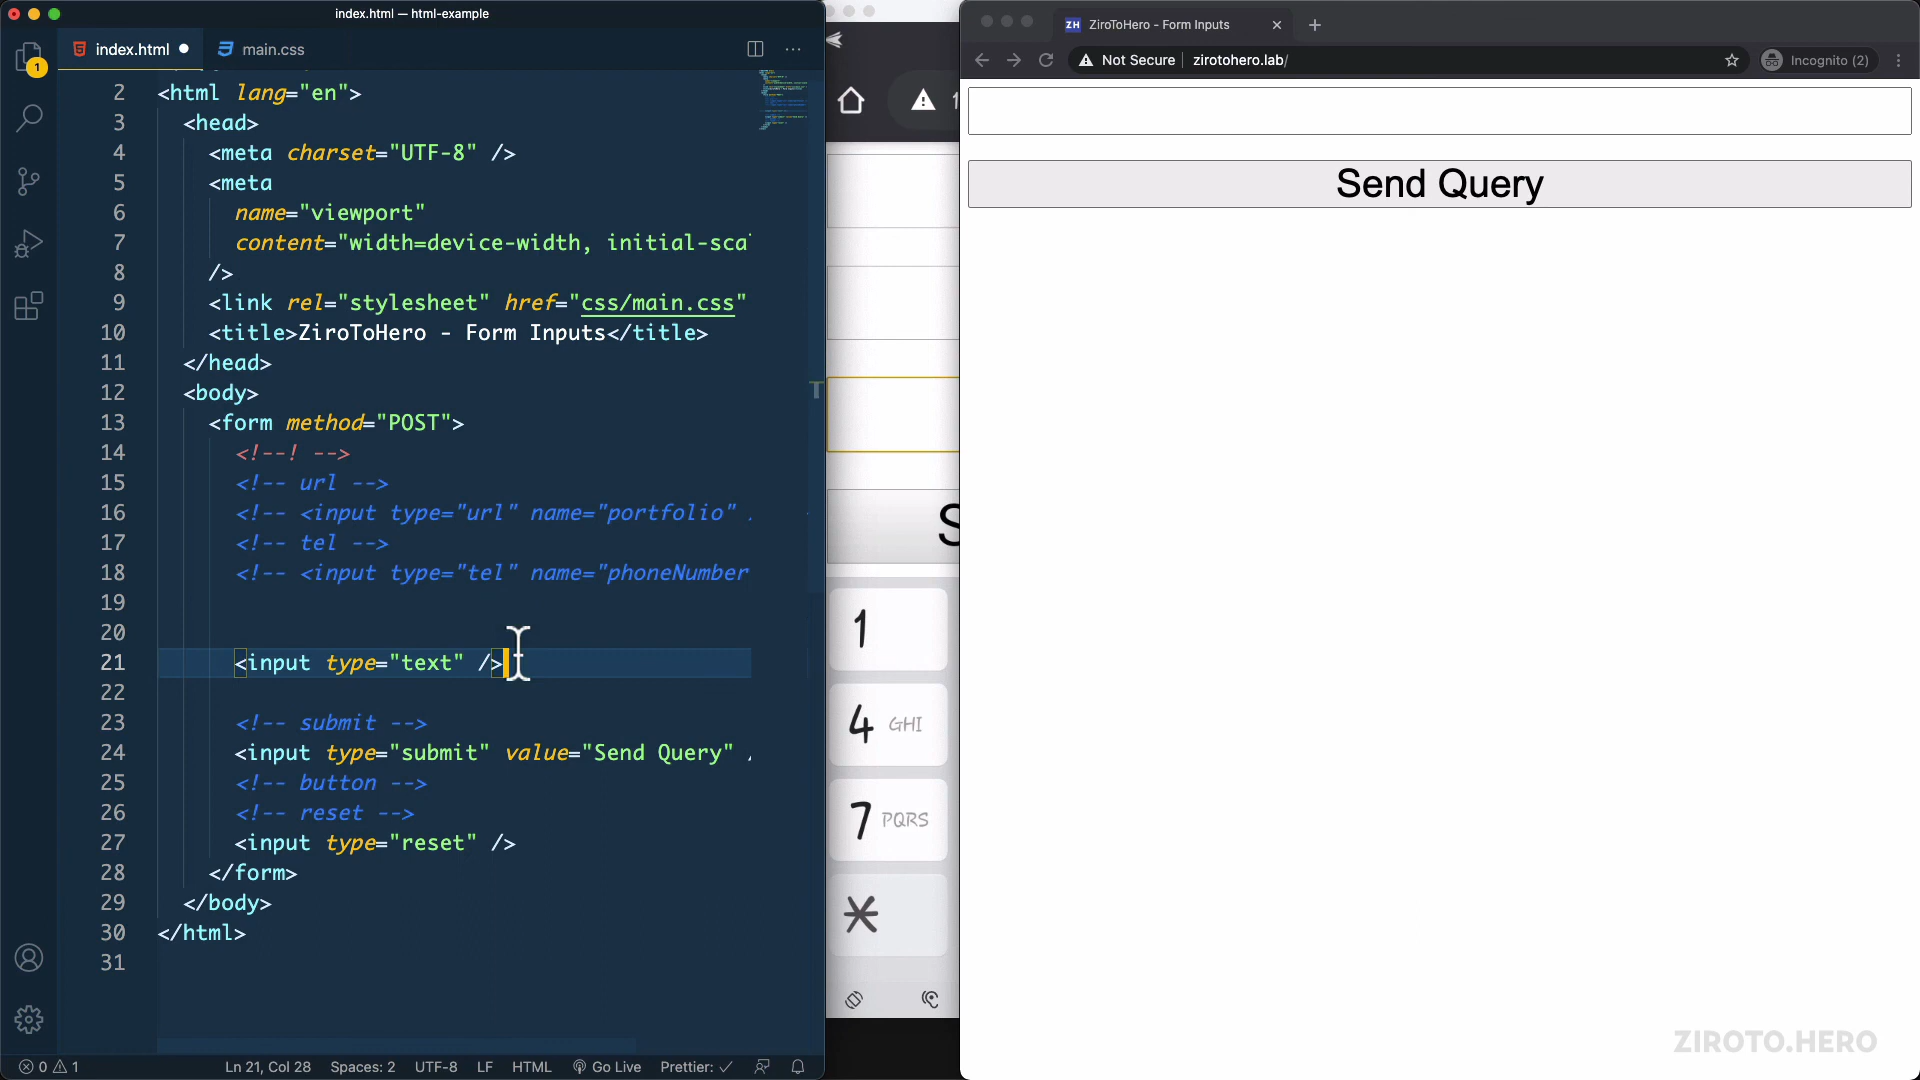 index.html — html-example
index.html
main.css
1
2 <html lang="en">
3 <head>
4 <meta charset="UTF-8" />
5 <meta
6 name="viewport"
7 content="width=device-width, initial-scal
8 />
9 <link rel="stylesheet" href="css/main.css"
10 <title>ZiroToHero - Form Inputs</title>
11 </head>
12 <body>
13 <form method="POST">
14 <!--! -->
15 <!-- url -->
16 <!-- <input type="url" name="portfolio"
17 <!-- tel -->
18 <!-- <input type="tel" name="phoneNumber
19
20
21 <input type="text" />
22
23 <!-- submit -->
24 <input type="submit" value="Send Query" /
25 <!-- button -->
26 <!-- reset -->
27 <input type="reset" />
28 </form>
29 </body>
30 </html>
31
0 1 Ln 21, Col 28 Spaces: 2 UTF-8 LF HTML Go Live Prettier: ✓
1
S
1
4 GHI
7 PQRS
*
ZH ZiroToHero - Form Inputs
Not Secure zirotohero.lab/ Incognito (2)
Send Query
ZIROTO.HERO